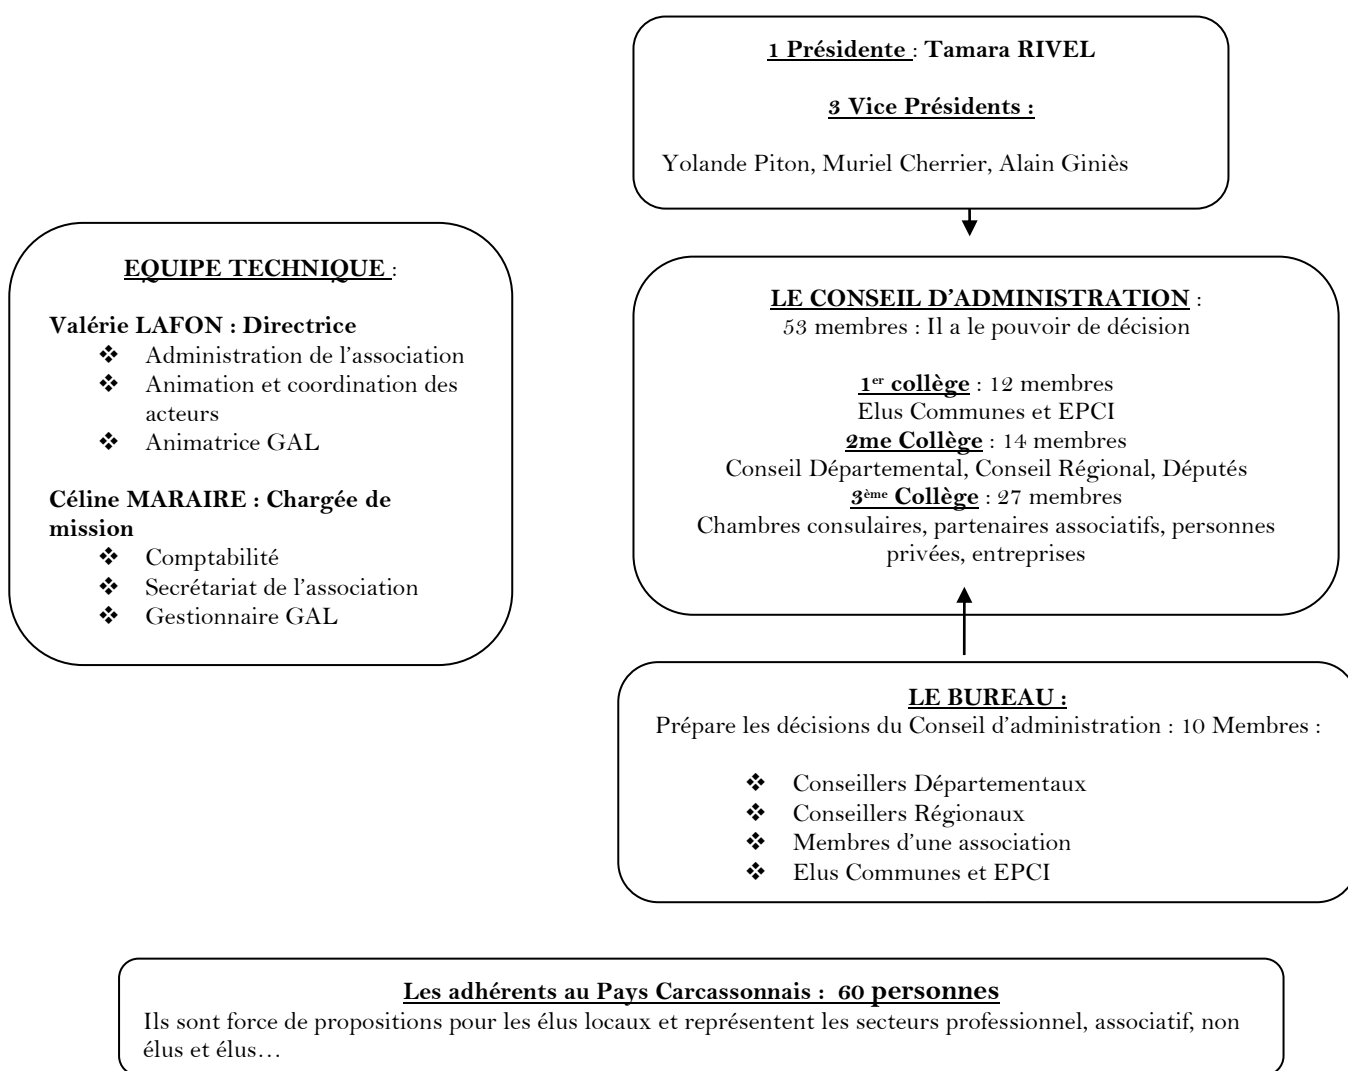 1 Présidente : Tamara RIVEL
3 Vice Présidents :
Yolande Piton, Muriel Cherrier, Alain Giniès
EQUIPE TECHNIQUE :
Valérie LAFON : Directrice
❖ Administration de l'association
❖ Animation et coordination des
acteurs
❖ Animatrice GAL
Céline MARAIRE : Chargée de
mission
❖ Comptabilité
❖ Secrétariat de l'association
❖ Gestionnaire GAL
LE CONSEIL D'ADMINISTRATION :
53 membres : Il a le pouvoir de décision
1er collège : 12 membres
Elus Communes et EPCI
2me Collège : 14 membres
Conseil Départemental, Conseil Régional, Députés
3ème Collège : 27 membres
Chambres consulaires, partenaires associatifs, personnes
privées, entreprises
LE BUREAU :
Prépare les décisions du Conseil d'administration : 10 Membres :
❖ Conseillers Départementaux
❖ Conseillers Régionaux
❖ Membres d'une association
❖ Elus Communes et EPCI
Les adhérents au Pays Carcassonnais : 60 personnes
Ils sont force de propositions pour les élus locaux et représentent les secteurs professionnel, associatif, non
élus et élus…